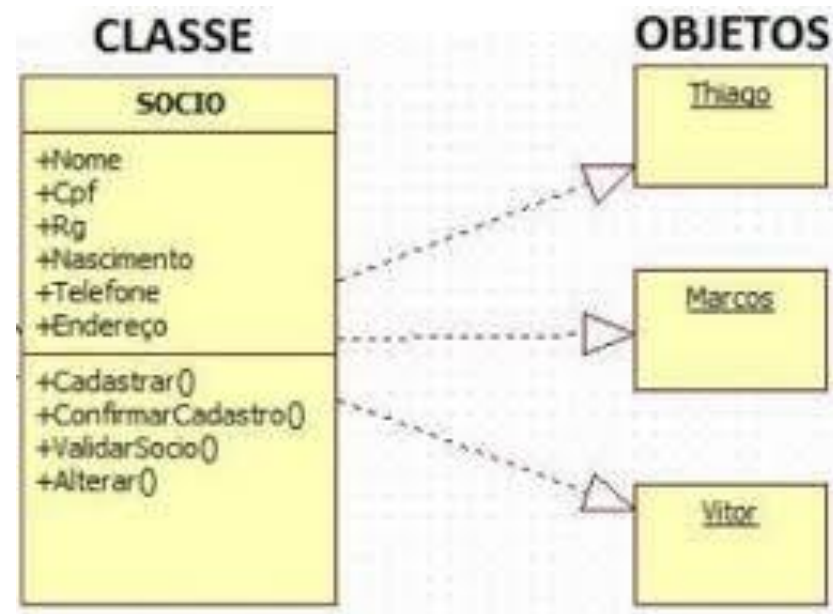 CLASSE
SOCIO
+Nome
+Cpf
+Rg
+Nascimento
+Telefone
+Endereço
+Cadastrar()
+ConfirmarCadastro()
+ValidarSocio()
+Alterar()
OBJETOS
Thiago
Marcos
Vitor